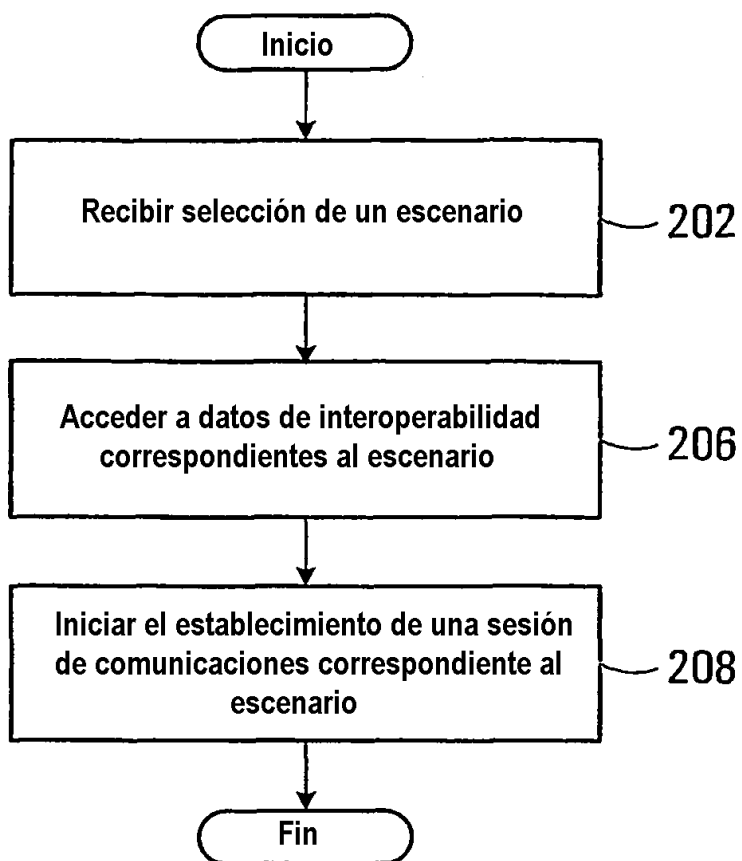 Inicio
Recibir selección de un escenario
202
Acceder a datos de interoperabilidad
correspondientes al escenario
206
Iniciar el establecimiento de una sesión
de comunicaciones correspondiente al
escenario
208
Fin